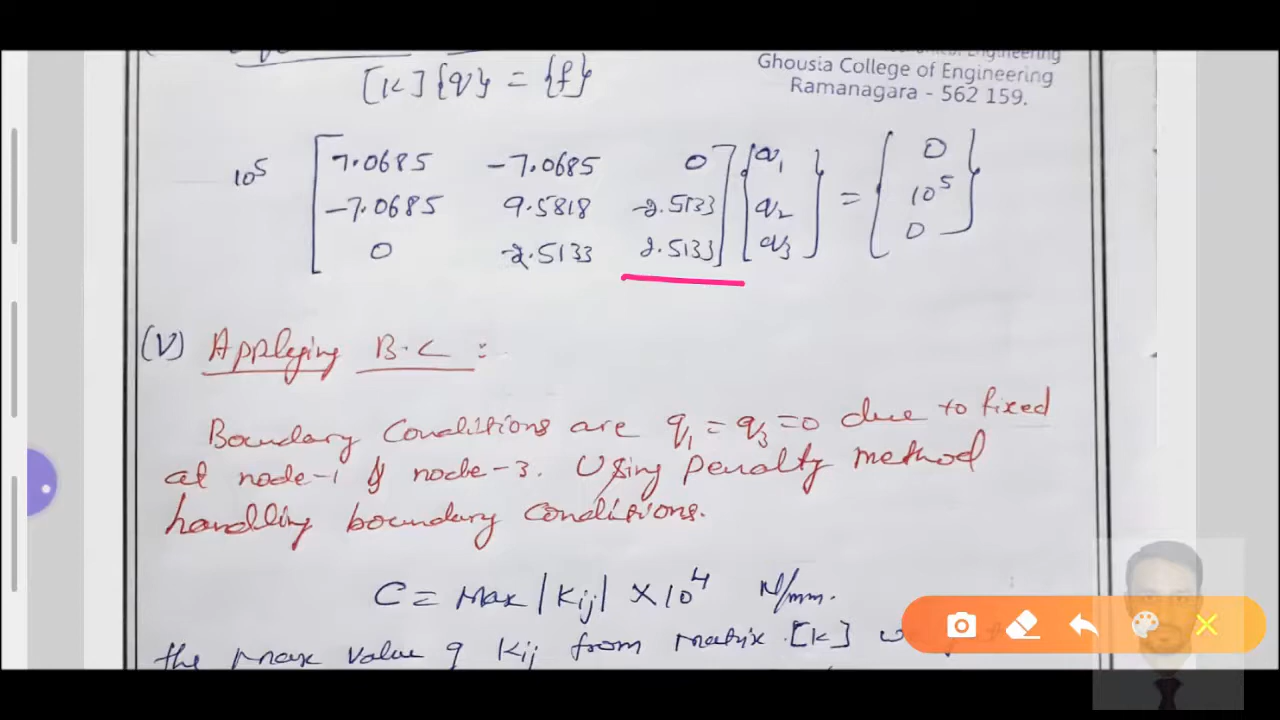 Ghousia College of Engineering
[K]{q} = {f}
Ramanagara - 562 159.
10^5 [7.0685 -7.0685 0] {q1} = {0}
[-7.0685 9.5818 -2.5133] {q2} {10^5}
[0 -2.5133 2.5133] {q3} {0}
(V) Applying B.C :
Boundary Conditions are q1 = q3 = 0 due to fixed
at node-1 & node-3. Using penalty method
handling boundary Conditions.
C = Max |Kij| × 10^4 N/mm.
the Max value of Kij from Matrix [K]